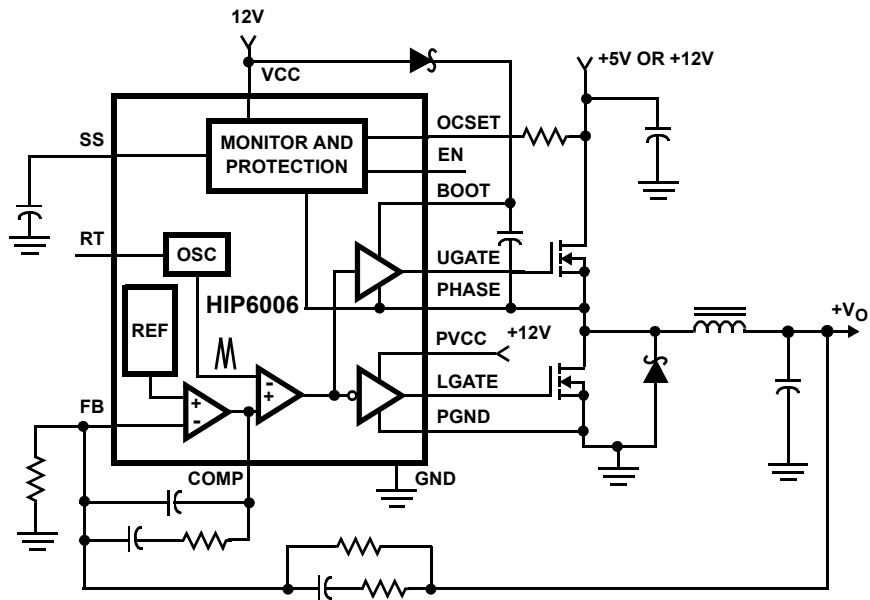 12V
VCC
+5V OR +12V
SS
MONITOR AND
PROTECTION
OCSET
EN
BOOT
RT
OSC
UGATE
HIP6006
PHASE
REF
+VO
PVCC
+12V
-
+
LGATE
FB
+
-
PGND
COMP
GND